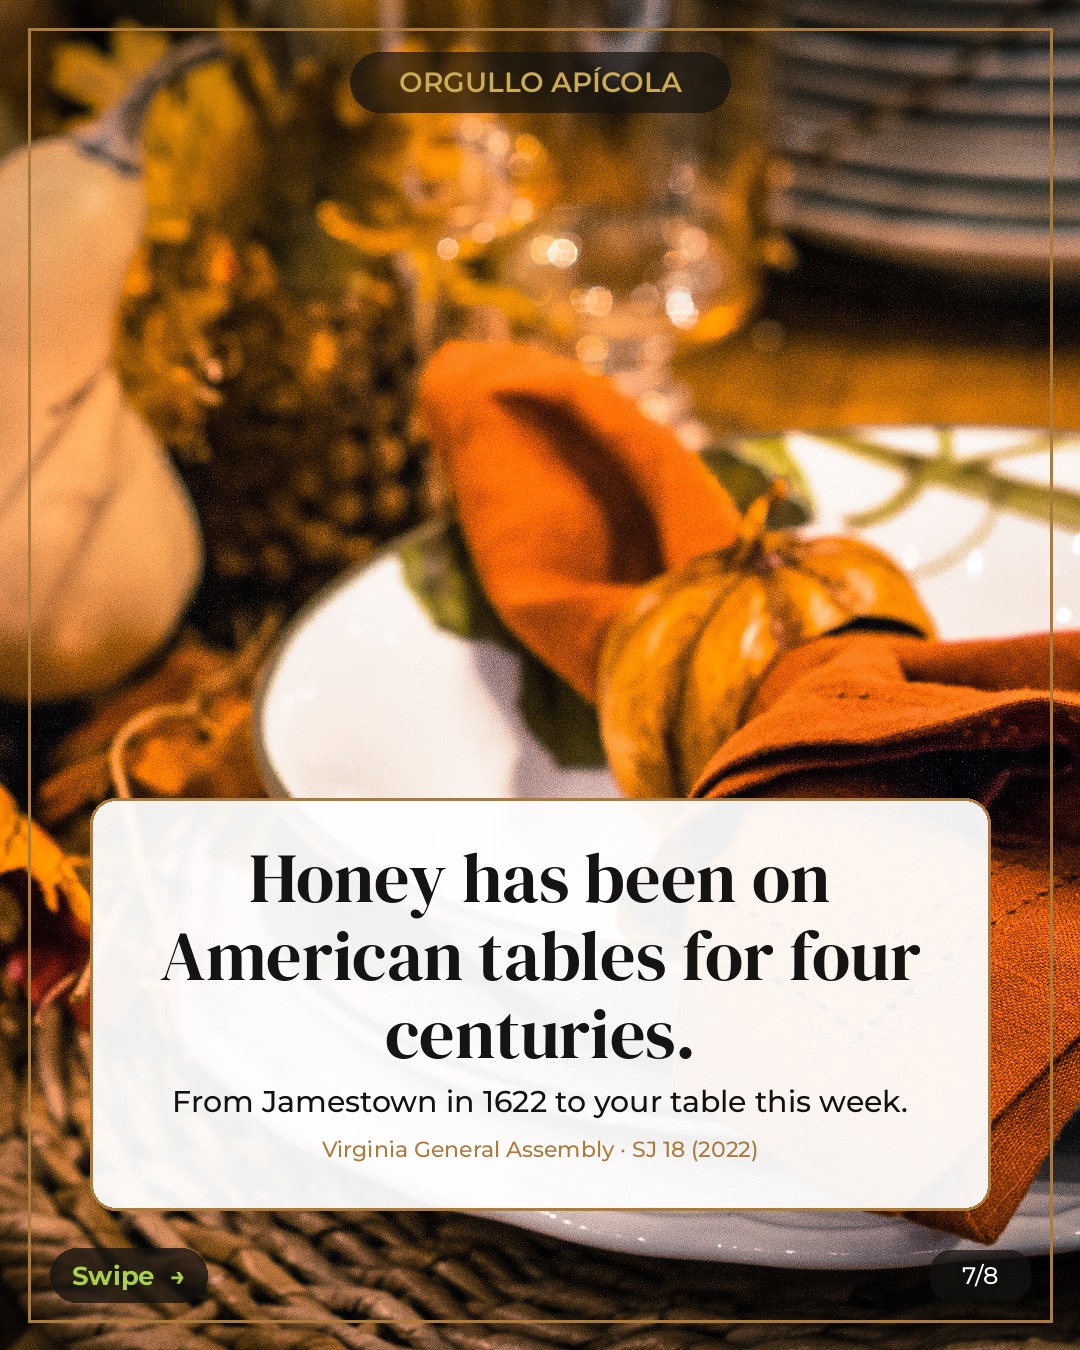 ORGULLO APÍCOLA
Honey has been on
American tables for four
centuries.
From Jamestown in 1622 to your table this week.
Virginia General Assembly · SJ 18 (2022)
Swipe →
7/8